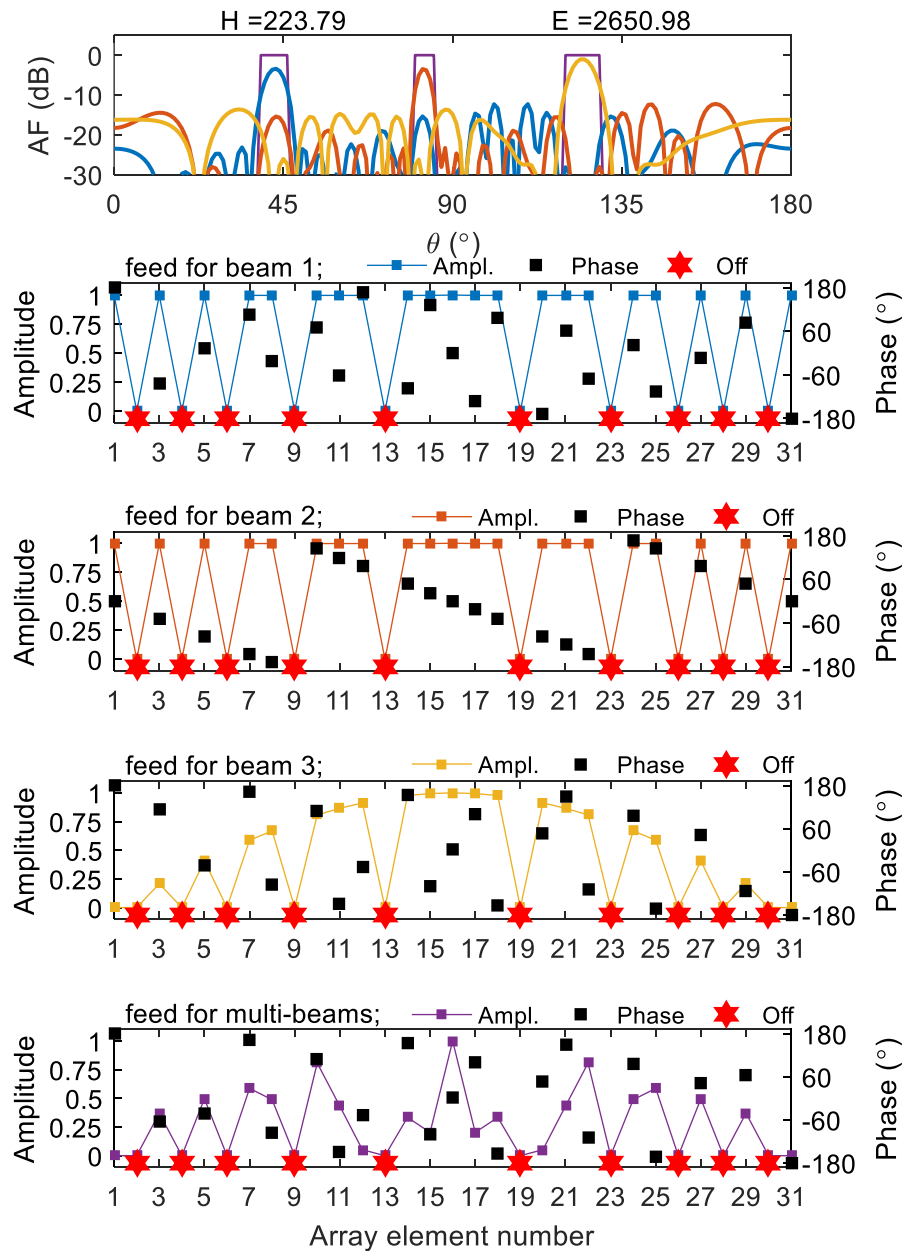 H =223.79 E =2650.98
AF (dB)
0
-10
-20
-30
0 45 90 135 180
θ (°)
feed for beam 1; Ampl. Phase Off
Amplitude
1
0.75
0.5
0.25
0
180
60
-60
-180
Phase (°)
1 3 5 7 9 11 13 15 17 19 21 23 25 27 29 31
feed for beam 2; Ampl. Phase Off
Amplitude
1
0.75
0.5
0.25
0
180
60
-60
-180
Phase (°)
1 3 5 7 9 11 13 15 17 19 21 23 25 27 29 31
feed for beam 3; Ampl. Phase Off
Amplitude
1
0.75
0.5
0.25
0
180
60
-60
-180
Phase (°)
1 3 5 7 9 11 13 15 17 19 21 23 25 27 29 31
feed for multi-beams; Ampl. Phase Off
Amplitude
1
0.75
0.5
0.25
0
180
60
-60
-180
Phase (°)
1 3 5 7 9 11 13 15 17 19 21 23 25 27 29 31
Array element number